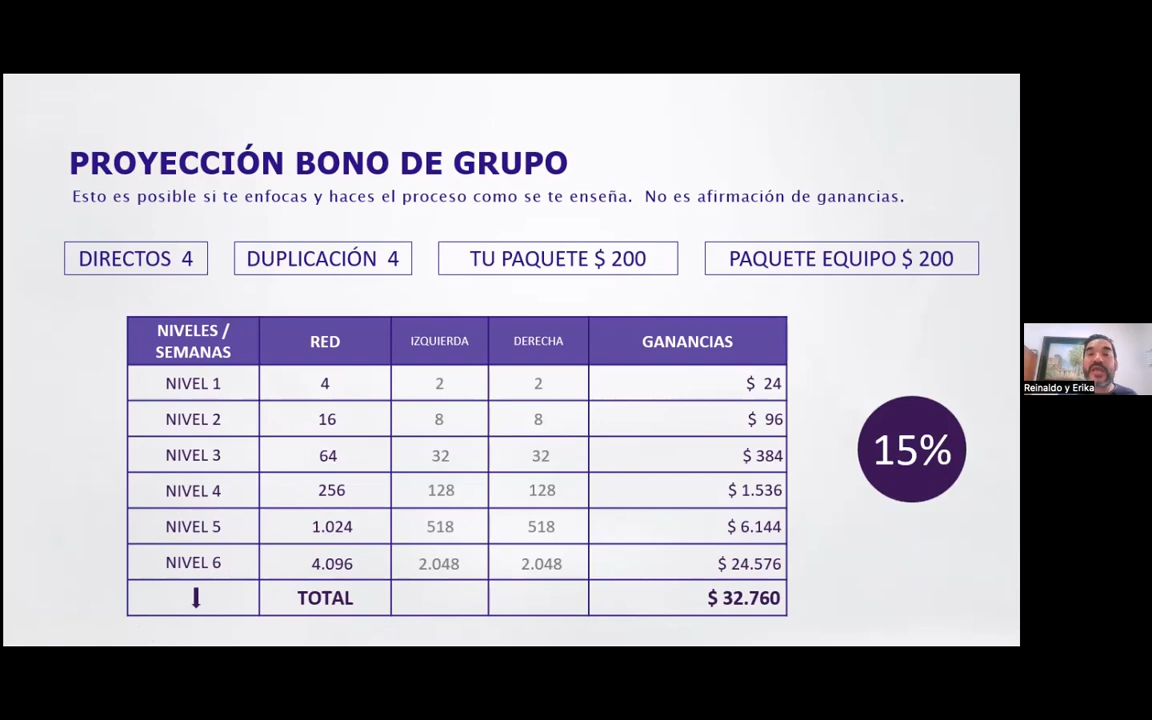 PROYECCIÓN BONO DE GRUPO
Esto es posible si te enfocas y haces el proceso como se te enseña. No es afirmación de ganancias.
DIRECTOS 4 DUPLICACIÓN 4 TU PAQUETE $ 200 PAQUETE EQUIPO $ 200
NIVELES / SEMANAS RED IZQUIERDA DERECHA GANANCIAS
NIVEL 1 4 2 2 $ 24
NIVEL 2 16 8 8 $ 96
NIVEL 3 64 32 32 $ 384
NIVEL 4 256 128 128 $ 1.536
NIVEL 5 1.024 518 518 $ 6.144
NIVEL 6 4.096 2.048 2.048 $ 24.576
TOTAL $ 32.760
15%
Reinaldo y Erika